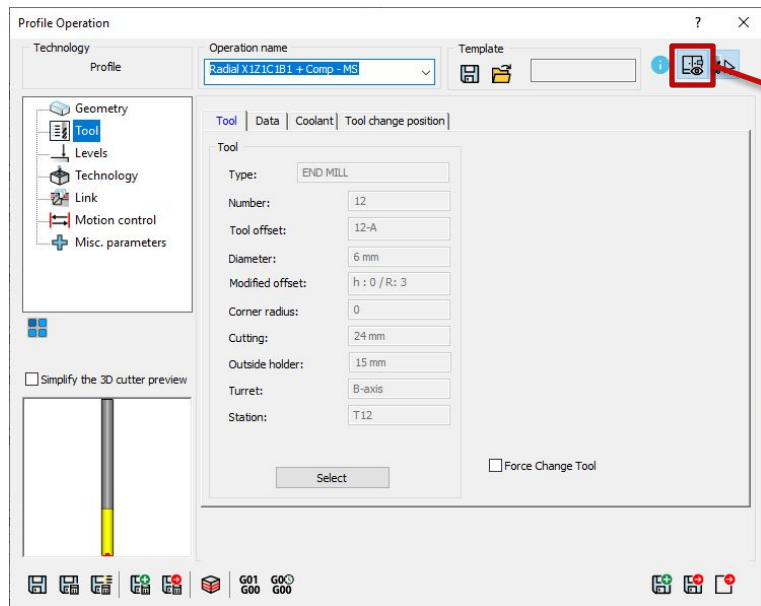 Profile Operation
?
X
Technology
Profile
Operation name
Radial X1Z1C1B1 + Comp - MS
Template
Geometry
Tool
Levels
Technology
Link
Motion control
Misc. parameters
Simplify the 3D cutter preview
Tool
Data
Coolant
Tool change position
Tool
Type: END MILL
Number: 12
Tool offset: 12-A
Diameter: 6 mm
Modified offset: h : 0 / R: 3
Corner radius: 0
Cutting: 24 mm
Outside holder: 15 mm
Turret: B-axis
Station: T12
Select
Force Change Tool
G01
G00
G0
G00